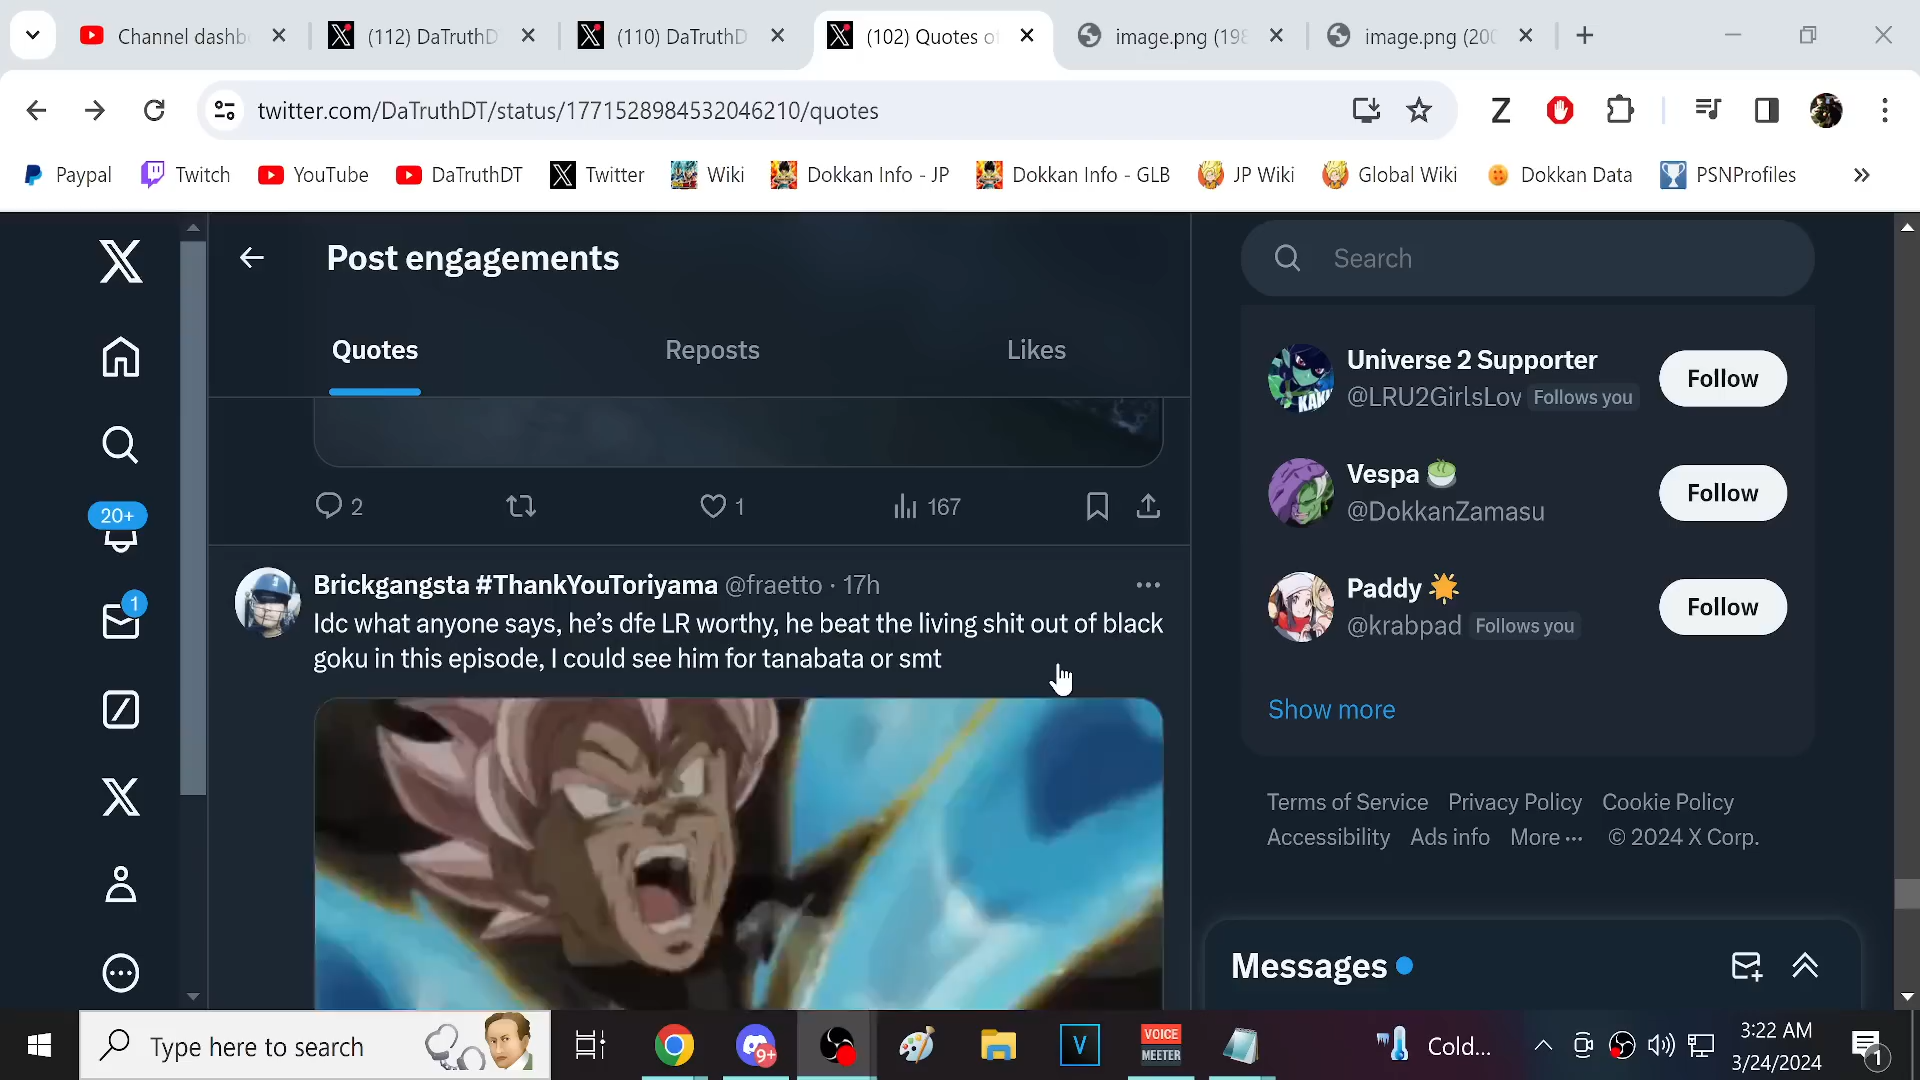 Channel dashb
(112) DaTruthD
(110) DaTruthD
(102) Quotes o
image.png (198
image.png (200
twitter.com/DaTruthDT/status/1771528984532046210/quotes
Z
Paypal
Twitch
YouTube
DaTruthDT
Twitter
Wiki
Dokkan Info - JP
Dokkan Info - GLB
JP Wiki
Global Wiki
Dokkan Data
PSNProfiles
Post engagements
Search
Quotes
Reposts
Likes
Universe 2 Supporter
@LRU2GirlsLov Follows you
Follow
Vespa
@DokkanZamasu
Follow
Paddy
@krabpad Follows you
Follow
Show more
2
1
167
20+
1
Brickgangsta #ThankYouToriyama @fraetto · 17h
Idc what anyone says, he’s dfe LR worthy, he beat the living shit out of black
goku in this episode, I could see him for tanabata or smt
Terms of Service Privacy Policy Cookie Policy
Accessibility Ads info More ··· © 2024 X Corp.
Messages
Type here to search
9+
V
VOICE
MEETER
Cold...
3:22 AM
3/24/2024
1